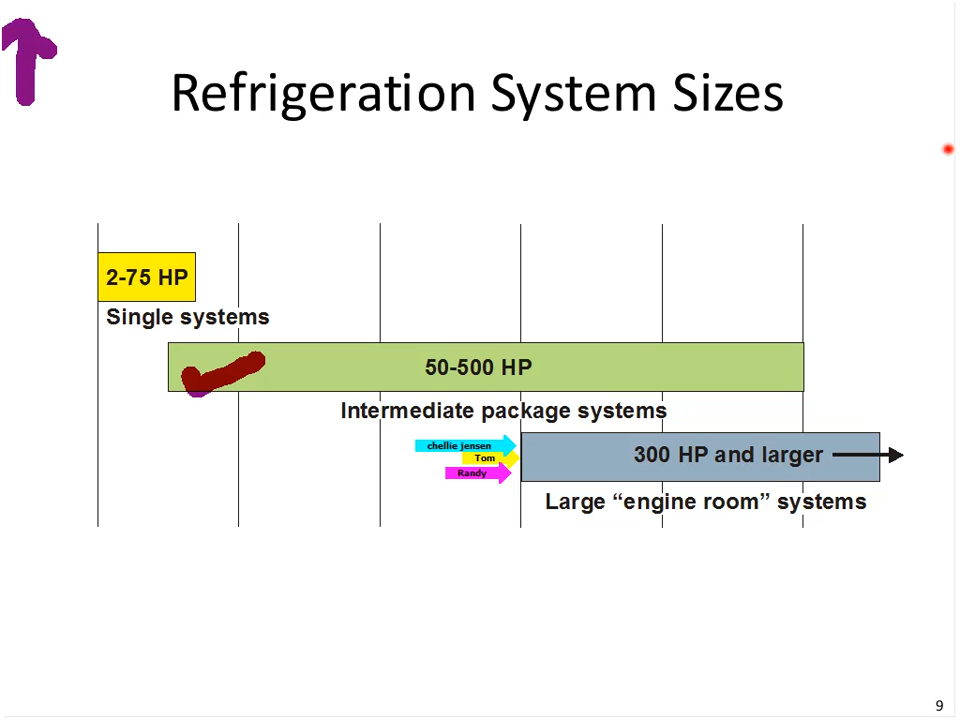 Refrigeration System Sizes
2-75 HP
Single systems
50-500 HP
Intermediate package systems
chellie jensen
Tom
Randy
300 HP and larger
Large “engine room” systems
9